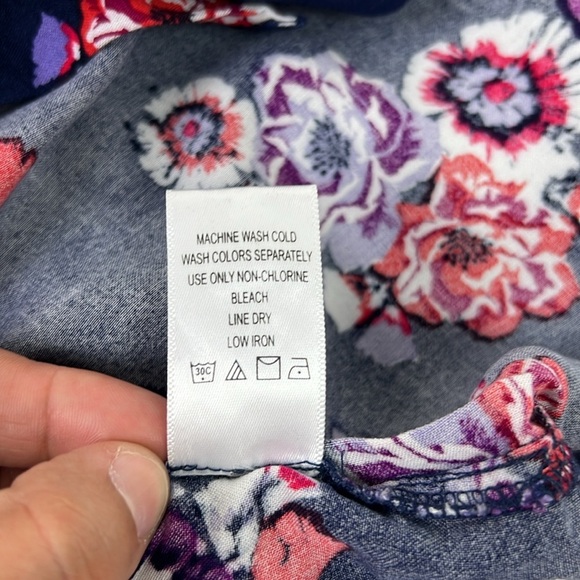 MACHINE WASH COLD
WASH COLORS SEPARATELY
USE ONLY NON-CHLORINE
BLEACH
LINE DRY
LOW IRON
30C